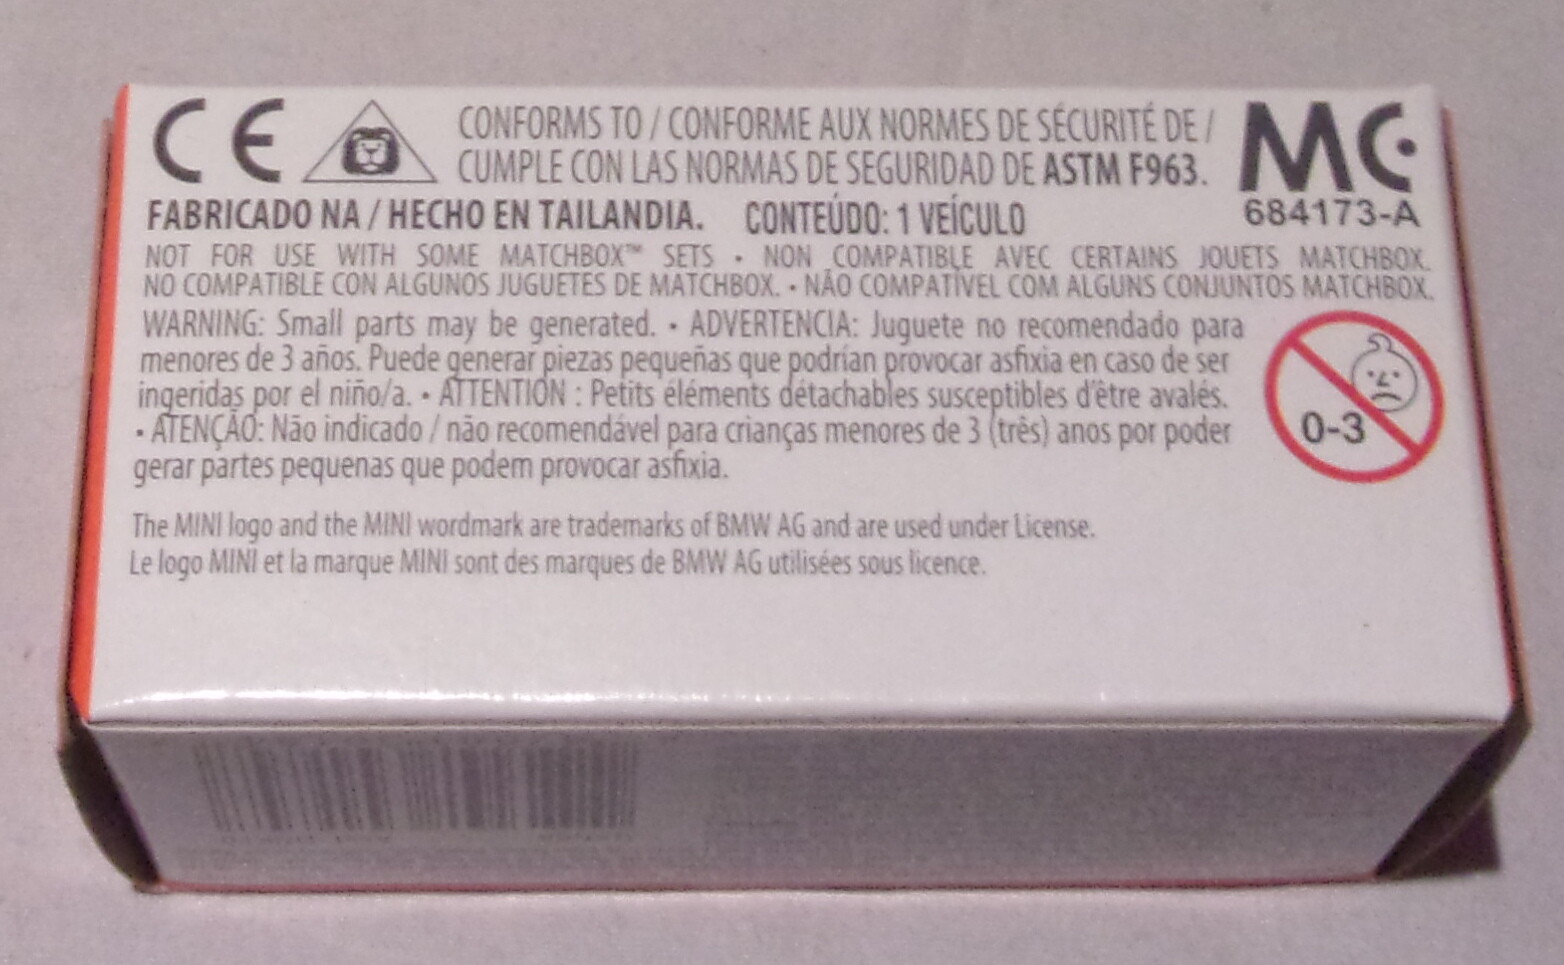 CE CONFORMS TO / CONFORME AUX NORMES DE SÉCURITÉ DE / MC
CUMPLE CON LAS NORMAS DE SEGURIDAD DE ASTM F963.
FABRICADO NA / HECHO EN TAILANDIA. CONTEÚDO: 1 VEÍCULO 684173-A
NOT FOR USE WITH SOME MATCHBOX™ SETS • NON COMPATIBLE AVEC CERTAINS JOUETS MATCHBOX.
NO COMPATIBLE CON ALGUNOS JUGUETES DE MATCHBOX. • NÃO COMPATÍVEL COM ALGUNS CONJUNTOS MATCHBOX.
WARNING: Small parts may be generated. • ADVERTENCIA: Juguete no recomendado para
menores de 3 años. Puede generar piezas pequeñas que podrían provocar asfixia en caso de ser
ingeridas por el niño/a. • ATTENTION : Petits éléments détachables susceptibles d'être avalés.
• ATENÇÃO: Não indicado / não recomendável para crianças menores de 3 (três) anos por poder
gerar partes pequenas que podem provocar asfixia.
0-3
The MINI logo and the MINI wordmark are trademarks of BMW AG and are used under License.
Le logo MINI et la marque MINI sont des marques de BMW AG utilisées sous licence.